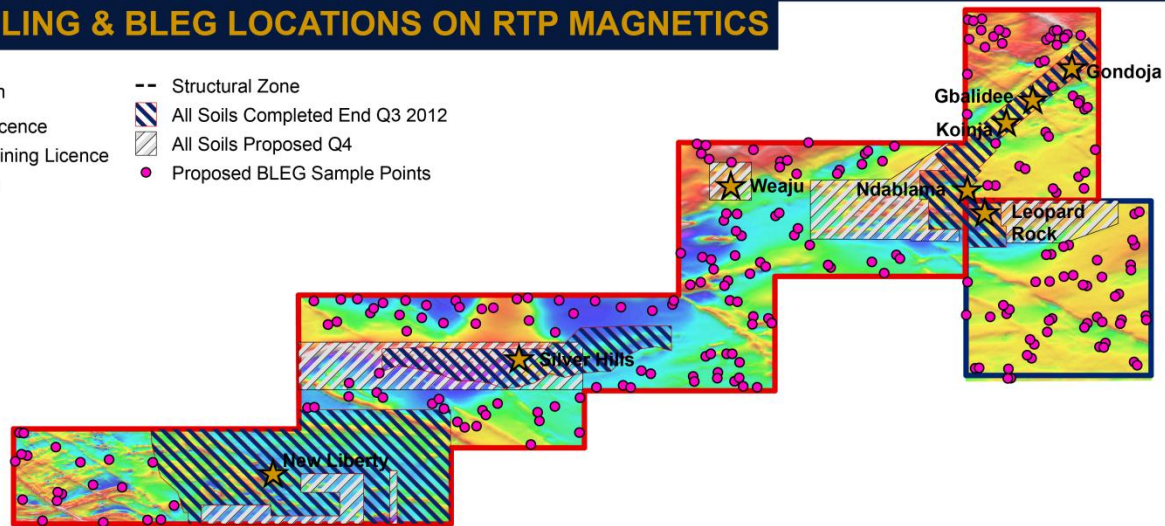 LING & BLEG LOCATIONS ON RTP MAGNETICS
Structural Zone
All Soils Completed End Q3 2012
cence
All Soils Proposed Q4
ining Licence
Proposed BLEG Sample Points
Gondoja
Gbalidee
Koinja
Weaju
Ndablama
Leopard
Rock
Silver Hills
New Liberty